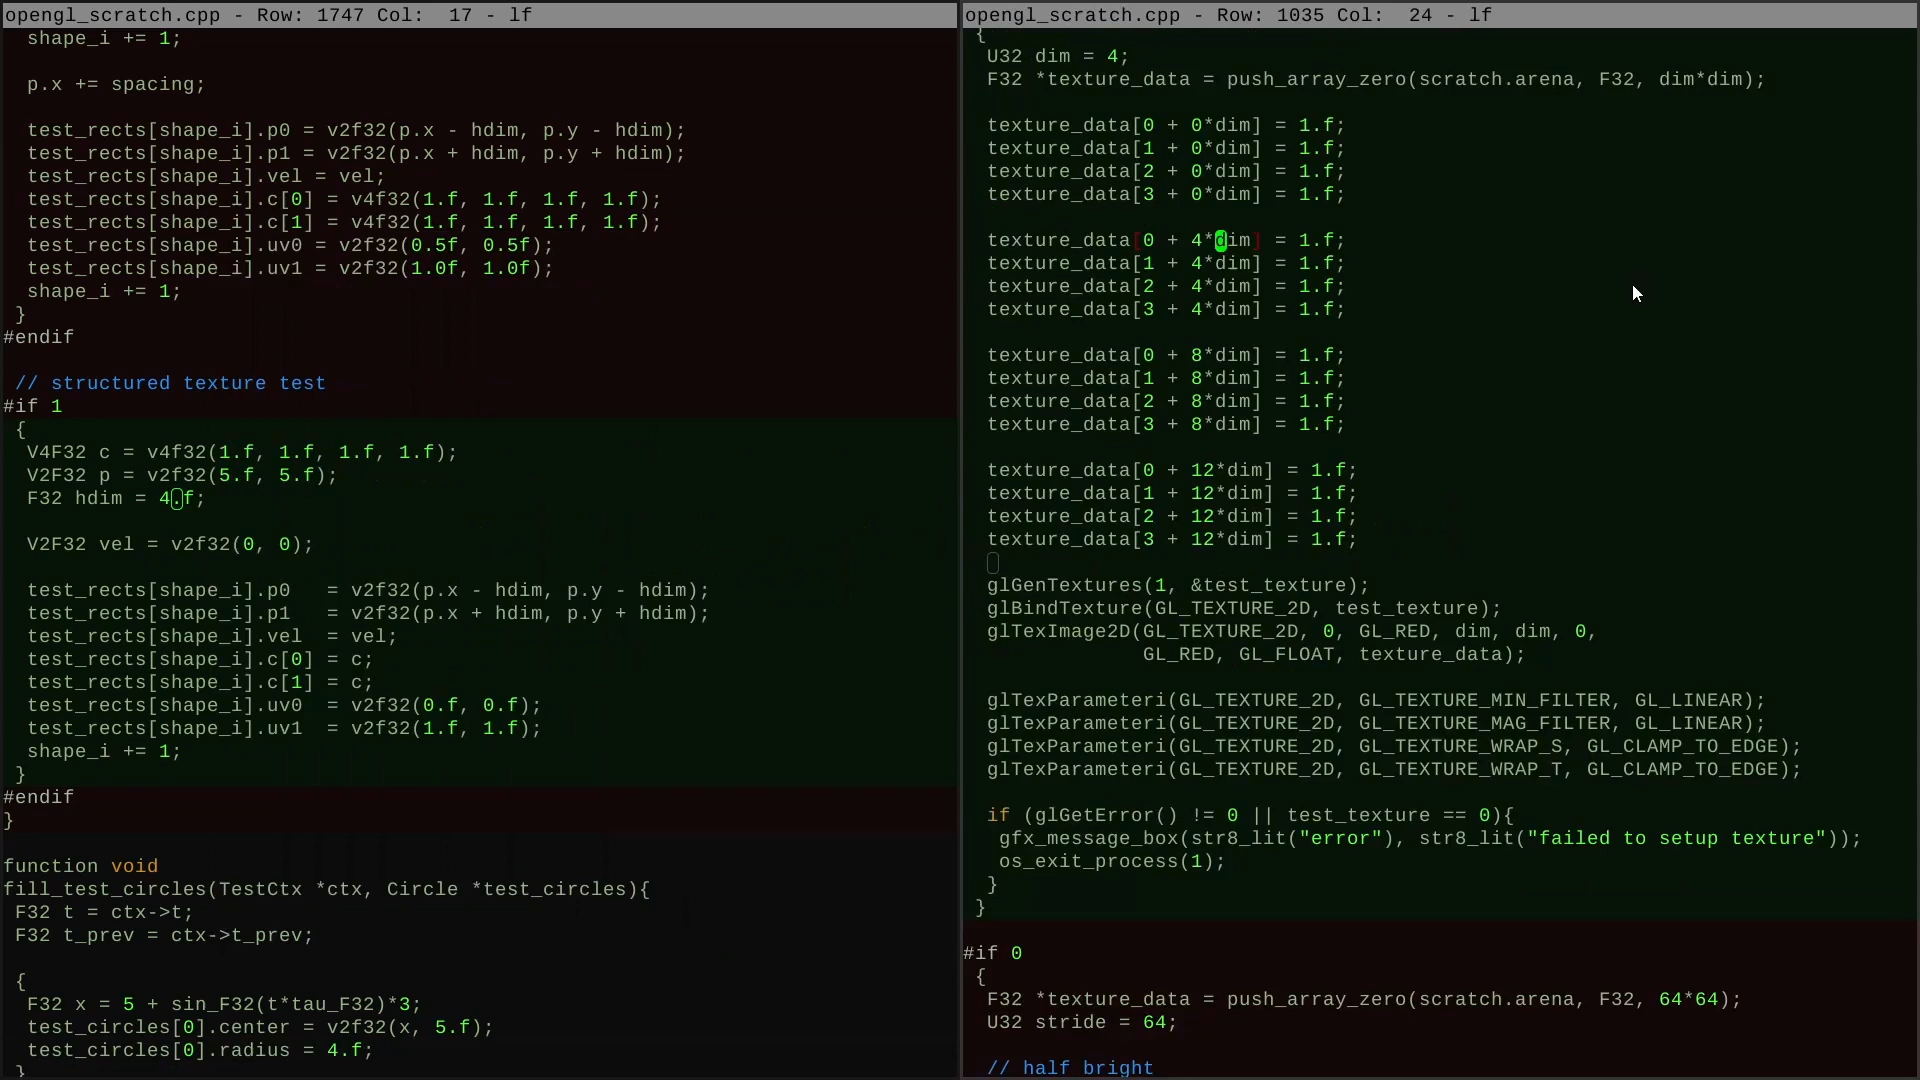 opengl_scratch.cpp - Row: 1747 Col:  17 - lf
  shape_i += 1;
  p.x += spacing;
  test_rects[shape_i].p0 = v2f32(p.x - hdim, p.y - hdim);
  test_rects[shape_i].p1 = v2f32(p.x + hdim, p.y + hdim);
  test_rects[shape_i].vel = vel;
  test_rects[shape_i].c[0] = v4f32(1.f, 1.f, 1.f, 1.f);
  test_rects[shape_i].c[1] = v4f32(1.f, 1.f, 1.f, 1.f);
  test_rects[shape_i].uv0 = v2f32(0.5f, 0.5f);
  test_rects[shape_i].uv1 = v2f32(1.0f, 1.0f);
  shape_i += 1;
 }
#endif
 // structured texture test
#if 1
 {
  V4F32 c = v4f32(1.f, 1.f, 1.f, 1.f);
  V2F32 p = v2f32(5.f, 5.f);
  F32 hdim = 4.f;
  V2F32 vel = v2f32(0, 0);
  test_rects[shape_i].p0   = v2f32(p.x - hdim, p.y - hdim);
  test_rects[shape_i].p1   = v2f32(p.x + hdim, p.y + hdim);
  test_rects[shape_i].vel  = vel;
  test_rects[shape_i].c[0] = c;
  test_rects[shape_i].c[1] = c;
  test_rects[shape_i].uv0  = v2f32(0.f, 0.f);
  test_rects[shape_i].uv1  = v2f32(1.f, 1.f);
  shape_i += 1;
 }
#endif
}
function void
fill_test_circles(TestCtx *ctx, Circle *test_circles){
 F32 t = ctx->t;
 F32 t_prev = ctx->t_prev;
 {
  F32 x = 5 + sin_F32(t*tau_F32)*3;
  test_circles[0].center = v2f32(x, 5.f);
  test_circles[0].radius = 4.f;
 }
opengl_scratch.cpp - Row: 1035 Col:  24 - lf
 {
  U32 dim = 4;
  F32 *texture_data = push_array_zero(scratch.arena, F32, dim*dim);
  texture_data[0 + 0*dim] = 1.f;
  texture_data[1 + 0*dim] = 1.f;
  texture_data[2 + 0*dim] = 1.f;
  texture_data[3 + 0*dim] = 1.f;
  texture_data[0 + 4*dim] = 1.f;
  texture_data[1 + 4*dim] = 1.f;
  texture_data[2 + 4*dim] = 1.f;
  texture_data[3 + 4*dim] = 1.f;
  texture_data[0 + 8*dim] = 1.f;
  texture_data[1 + 8*dim] = 1.f;
  texture_data[2 + 8*dim] = 1.f;
  texture_data[3 + 8*dim] = 1.f;
  texture_data[0 + 12*dim] = 1.f;
  texture_data[1 + 12*dim] = 1.f;
  texture_data[2 + 12*dim] = 1.f;
  texture_data[3 + 12*dim] = 1.f;
  glGenTextures(1, &test_texture);
  glBindTexture(GL_TEXTURE_2D, test_texture);
  glTexImage2D(GL_TEXTURE_2D, 0, GL_RED, dim, dim, 0,
               GL_RED, GL_FLOAT, texture_data);
  glTexParameteri(GL_TEXTURE_2D, GL_TEXTURE_MIN_FILTER, GL_LINEAR);
  glTexParameteri(GL_TEXTURE_2D, GL_TEXTURE_MAG_FILTER, GL_LINEAR);
  glTexParameteri(GL_TEXTURE_2D, GL_TEXTURE_WRAP_S, GL_CLAMP_TO_EDGE);
  glTexParameteri(GL_TEXTURE_2D, GL_TEXTURE_WRAP_T, GL_CLAMP_TO_EDGE);
  if (glGetError() != 0 || test_texture == 0){
   gfx_message_box(str8_lit("error"), str8_lit("failed to setup texture"));
   os_exit_process(1);
  }
 }
#if 0
 {
  F32 *texture_data = push_array_zero(scratch.arena, F32, 64*64);
  U32 stride = 64;
  // half bright